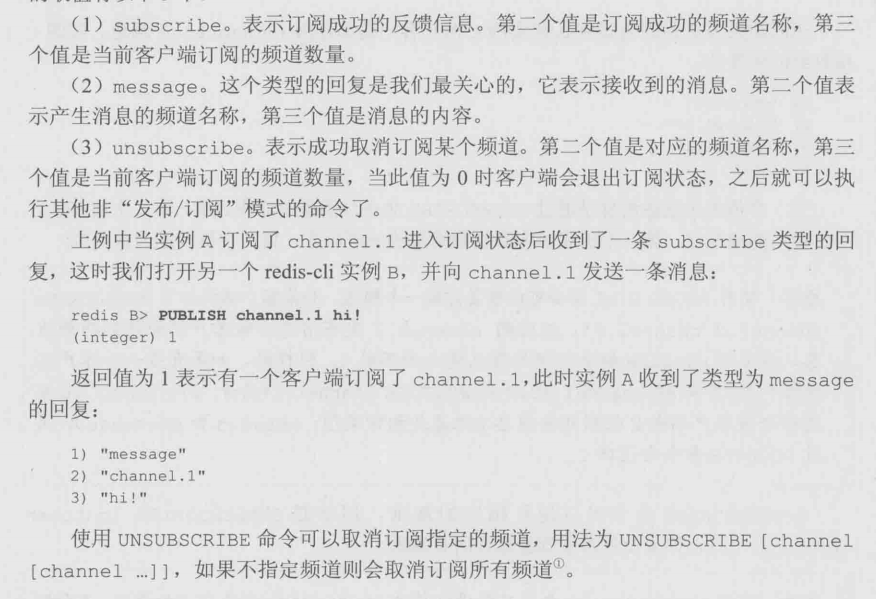 （1）subscribe。表示订阅成功的反馈信息。第二个值是订阅成功的频道名称，第三
个值是当前客户端订阅的频道数量。
（2）message。这个类型的回复是我们最关心的，它表示接收到的消息。第二个值表
示产生消息的频道名称，第三个值是消息的内容。
（3）unsubscribe。表示成功取消订阅某个频道。第二个值是对应的频道名称，第三
个值是当前客户端订阅的频道数量，当此值为 0 时客户端会退出订阅状态，之后就可以执
行其他非“发布/订阅”模式的命令了。
上例中当实例 A 订阅了 channel.1 进入订阅状态后收到了一条 subscribe 类型的回
复，这时我们打开另一个 redis-cli 实例 B，并向 channel.1 发送一条消息：
redis B> PUBLISH channel.1 hi!
(integer) 1
返回值为 1 表示有一个客户端订阅了 channel.1，此时实例 A 收到了类型为 message
的回复：
1) "message"
2) "channel.1"
3) "hi!"
使用 UNSUBSCRIBE 命令可以取消订阅指定的频道，用法为 UNSUBSCRIBE [channel
[channel …]]，如果不指定频道则会取消订阅所有频道①。